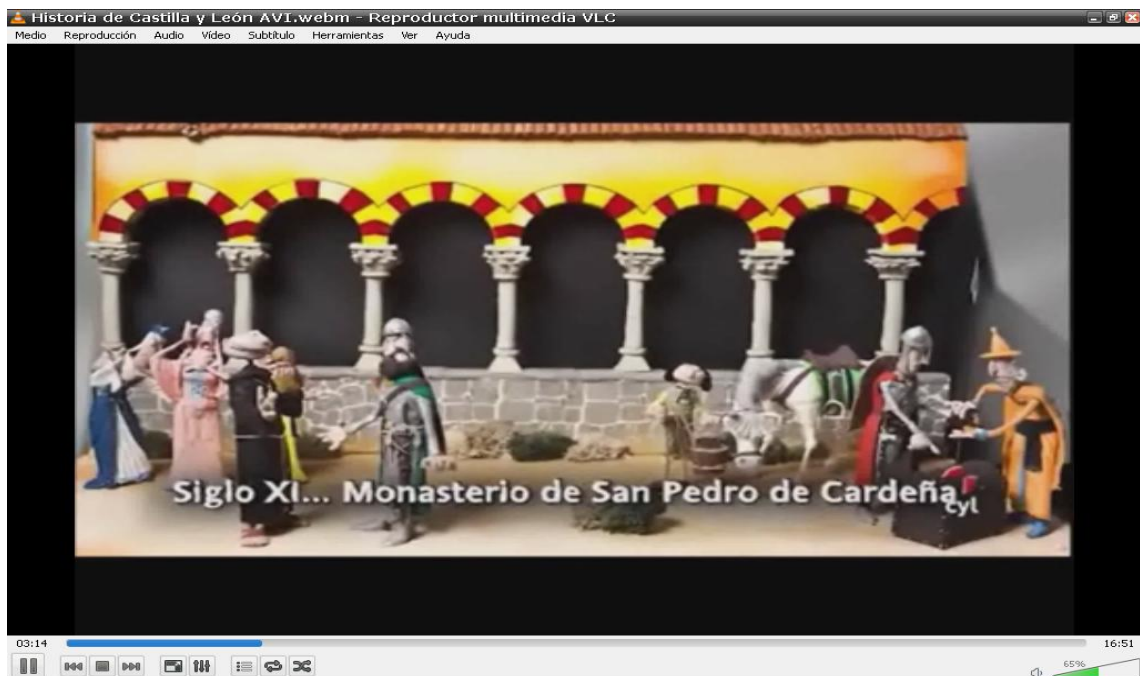 Historia de Castilla y León AVI.webm - Reproductor multimedia VLC
Medio Reproducción Audio Vídeo Subtítulo Herramientas Ver Ayuda
Siglo XI... Monasterio de San Pedro de Cardeña
cyl
03:14 16:51
65%